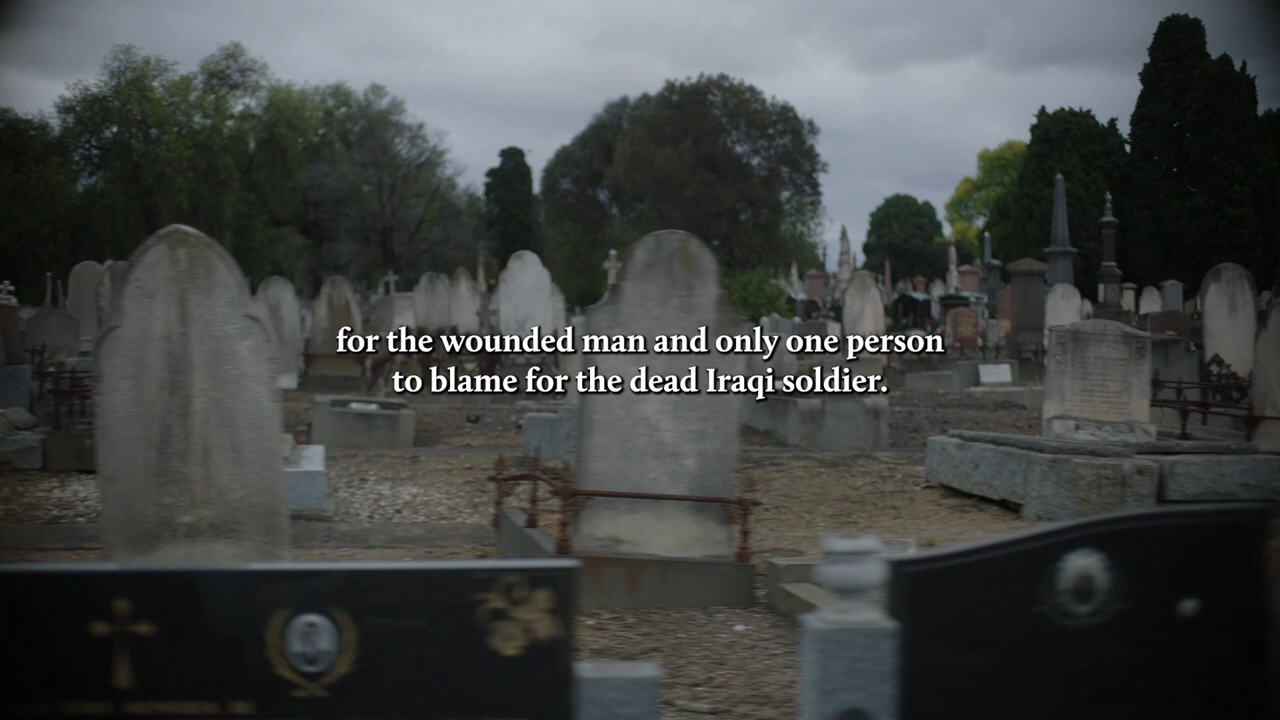 for the wounded man and only one person
to blame for the dead Iraqi soldier.